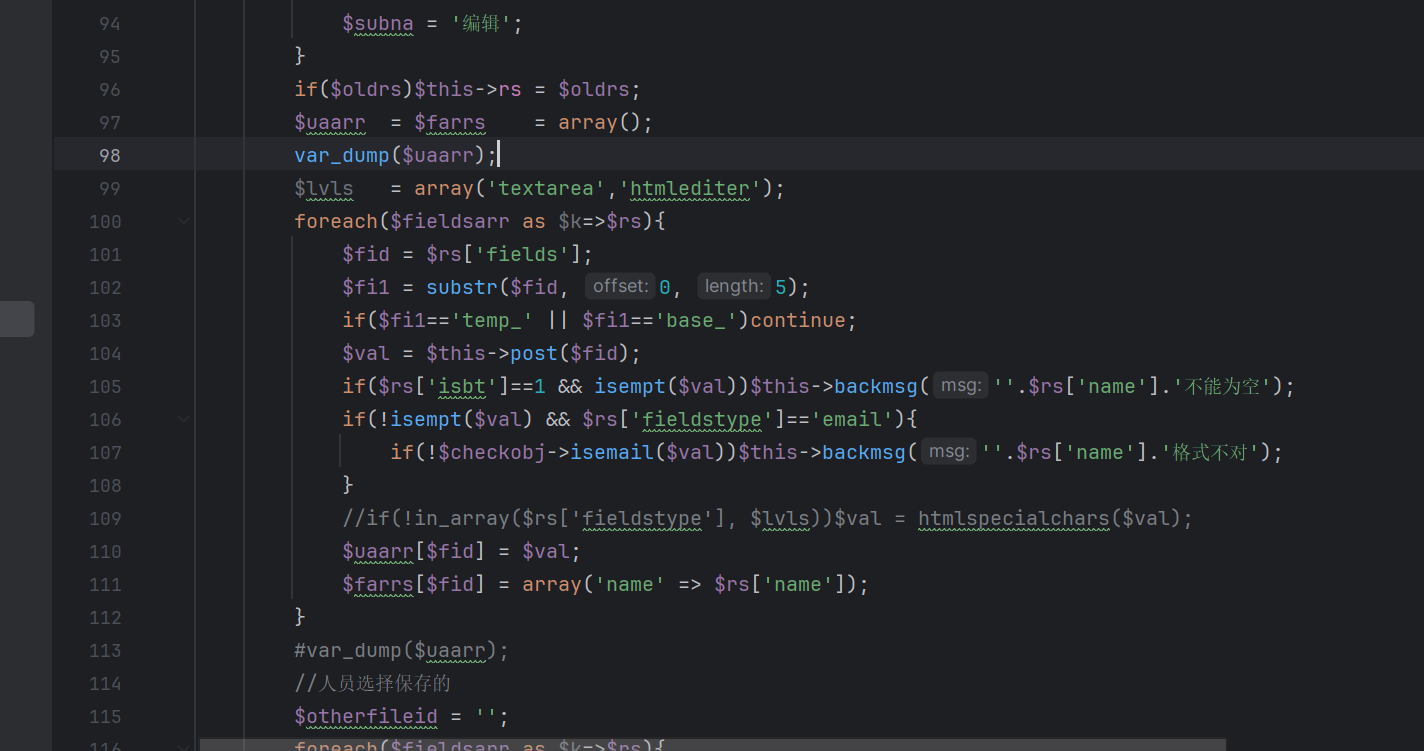 94 $subna = '编辑';
95 }
96 if($oldrs)$this->rs = $oldrs;
97 $uaarr  = $farrs    = array();
98 var_dump($uaarr);
99 $lvls   = array('textarea','htmlediter');
100 foreach($fieldsarr as $k=>$rs){
101 $fid = $rs['fields'];
102 $fi1 = substr($fid, offset: 0, length: 5);
103 if($fi1=='temp_' || $fi1=='base_')continue;
104 $val = $this->post($fid);
105 if($rs['isbt']==1 && isempt($val))$this->backmsg( msg: ''.$rs['name'].'不能为空');
106 if(!isempt($val) && $rs['fieldstype']=='email'){
107 if(!$checkobj->isemail($val))$this->backmsg( msg: ''.$rs['name'].'格式不对');
108 }
109 //if(!in_array($rs['fieldstype'], $lvls))$val = htmlspecialchars($val);
110 $uaarr[$fid] = $val;
111 $farrs[$fid] = array('name' => $rs['name']);
112 }
113 #var_dump($uaarr);
114 //人员选择保存的
115 $otherfileid = '';
116 foreach($fieldsarr as $k=>$rs){